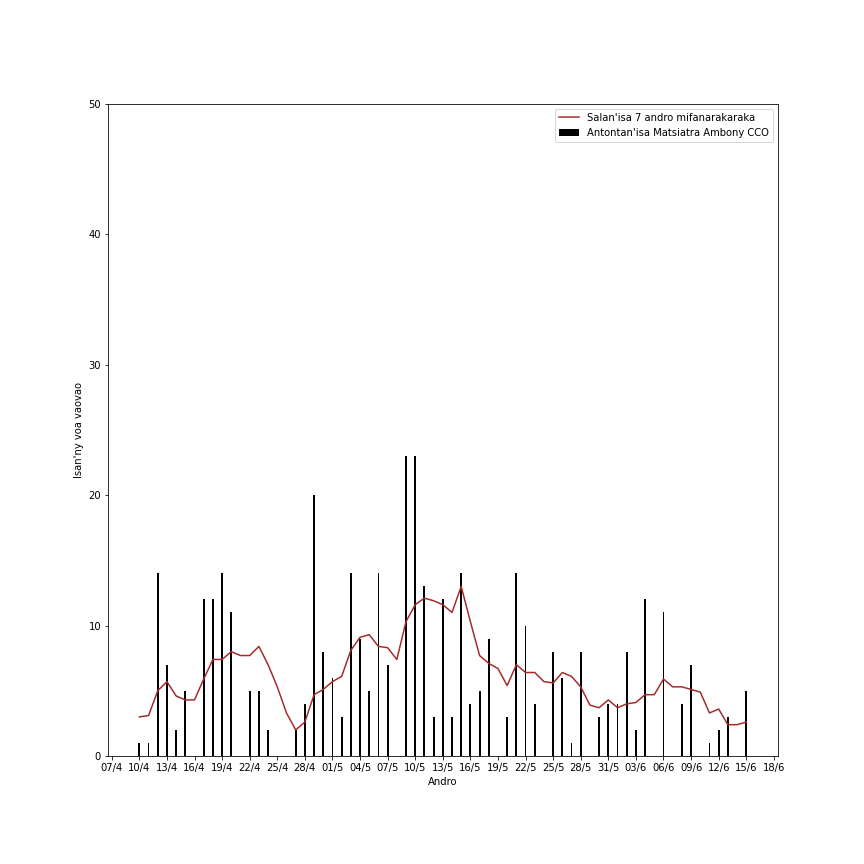 Salan'isa 7 andro mifanarakaraka
Antontan'isa Matsiatra Ambony CCO
50
40
30
20
10
0
Isan'ny voa vaovao
07/4 10/4 13/4 16/4 19/4 22/4 25/4 28/4 01/5 04/5 07/5 10/5 13/5 16/5 19/5 22/5 25/5 28/5 31/5 03/6 06/6 09/6 12/6 15/6 18/6
Andro